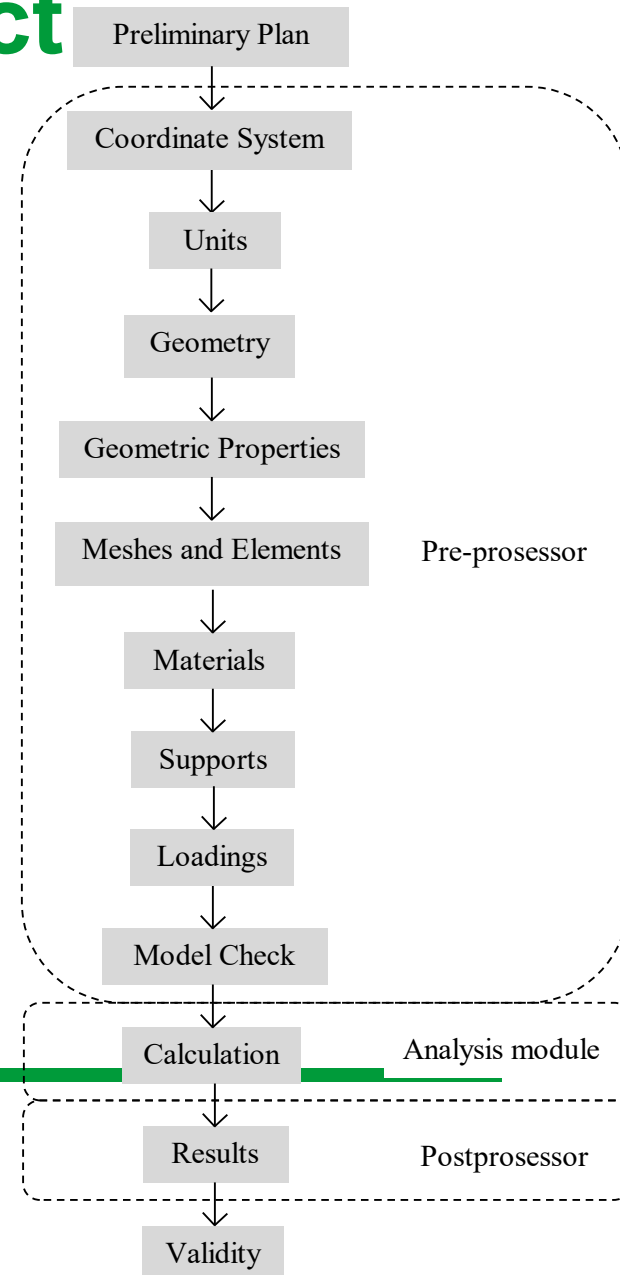 ct
Preliminary Plan
Coordinate System
Units
Geometry
Geometric Properties
Meshes and Elements
Pre-prosessor
Materials
Supports
Loadings
Model Check
Calculation
Analysis module
Results
Postprosessor
Validity